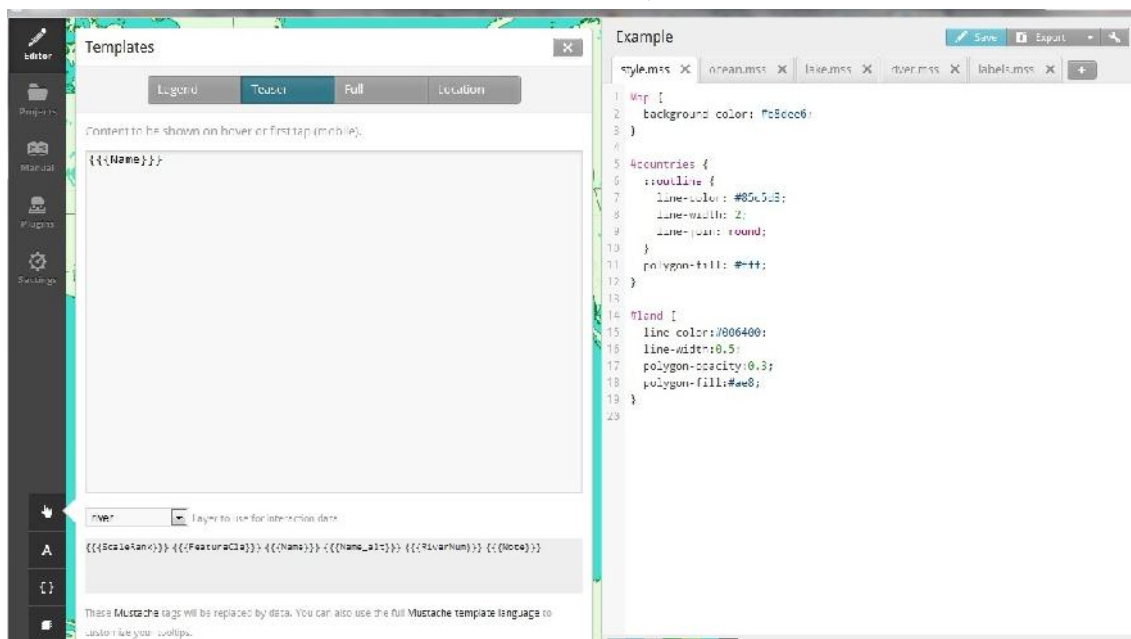 Editor
Projects
Manual
Plugins
Settings
A
{}
Templates
Legend Teaser Full Location
Content to be shown on hover or first tap (mobile).
{{{Name}}}
river Layer to use for interaction data
{{{ScaleRank}}} {{{FeatureCla}}} {{{Name}}} {{{Name_alt}}} {{{RiverNum}}} {{{Note}}}
These Mustache tags will be replaced by data. You can also use the full Mustache template language to
customize your tooltips.
Example Save Export
style.mss ocean.mss lake.mss river.mss labels.mss +
1 Map {
2 background-color: #b8dee6;
3 }
4
5 #countries {
6 ::outline {
7 line-color: #85c5d3;
8 line-width: 2;
9 line-join: round;
10 }
11 polygon-fill: #fff;
12 }
13
14 #land {
15 line-color:#006400;
16 line-width:0.5;
17 polygon-opacity:0.3;
18 polygon-fill:#ae8;
19 }
20